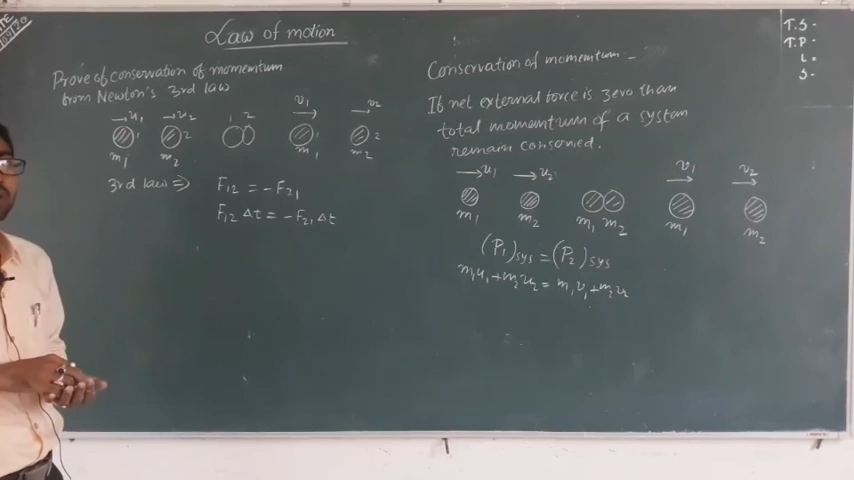 Law of motion
Prove of conservation of momentum
from Newton's 3rd law
u₁ u₂ 1 2 v₁ v₂
1 2 1 2
m₁ m₂ m₁ m₂
3rd law ⇒ F₁₂ = -F₂₁
F₁₂ Δt = -F₂₁ Δt
Conservation of momentum -
If net external force is zero than
total momentum of a system
remain conserved.
u₁ u₂ v₁ v₂
m₁ m₂ m₁ m₂ m₁ m₂
(P₁)sys = (P₂)sys
m₁u₁ + m₂u₂ = m₁v₁ + m₂v₂
T.S -
T.P -
L =
S -